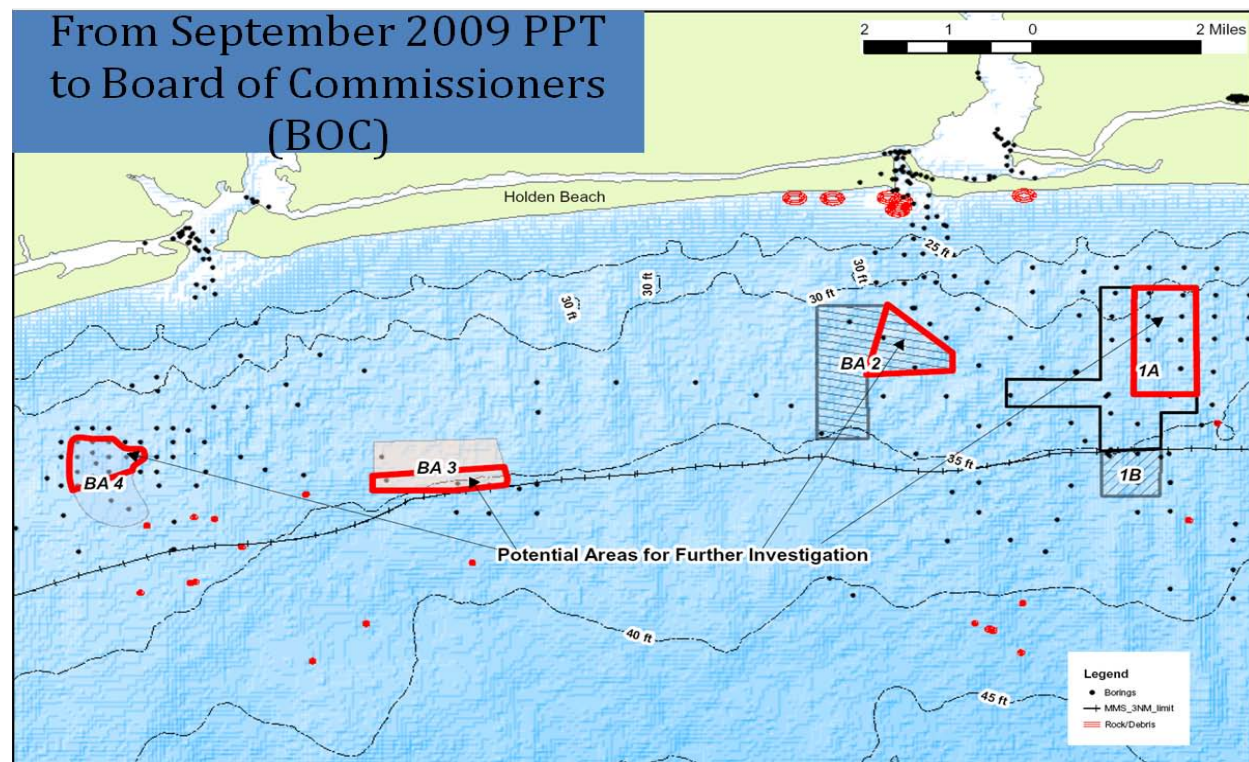 From September 2009 PPT
to Board of Commissioners
(BOC)
2 1 0 2 Miles
Holden Beach
25 ft
30 ft
30 ft
30 ft
30 ft
BA 2
1A
35 ft
1B
BA 3
BA 4
Potential Areas for Further Investigation
40 ft
45 ft
Legend
Borings
MMS_3NM_limit
Rock/Debris